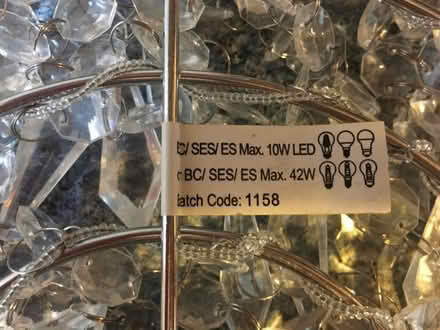 C/ SES/ ES Max. 10W LED
r BC/ SES/ ES Max. 42W
atch Code: 1158